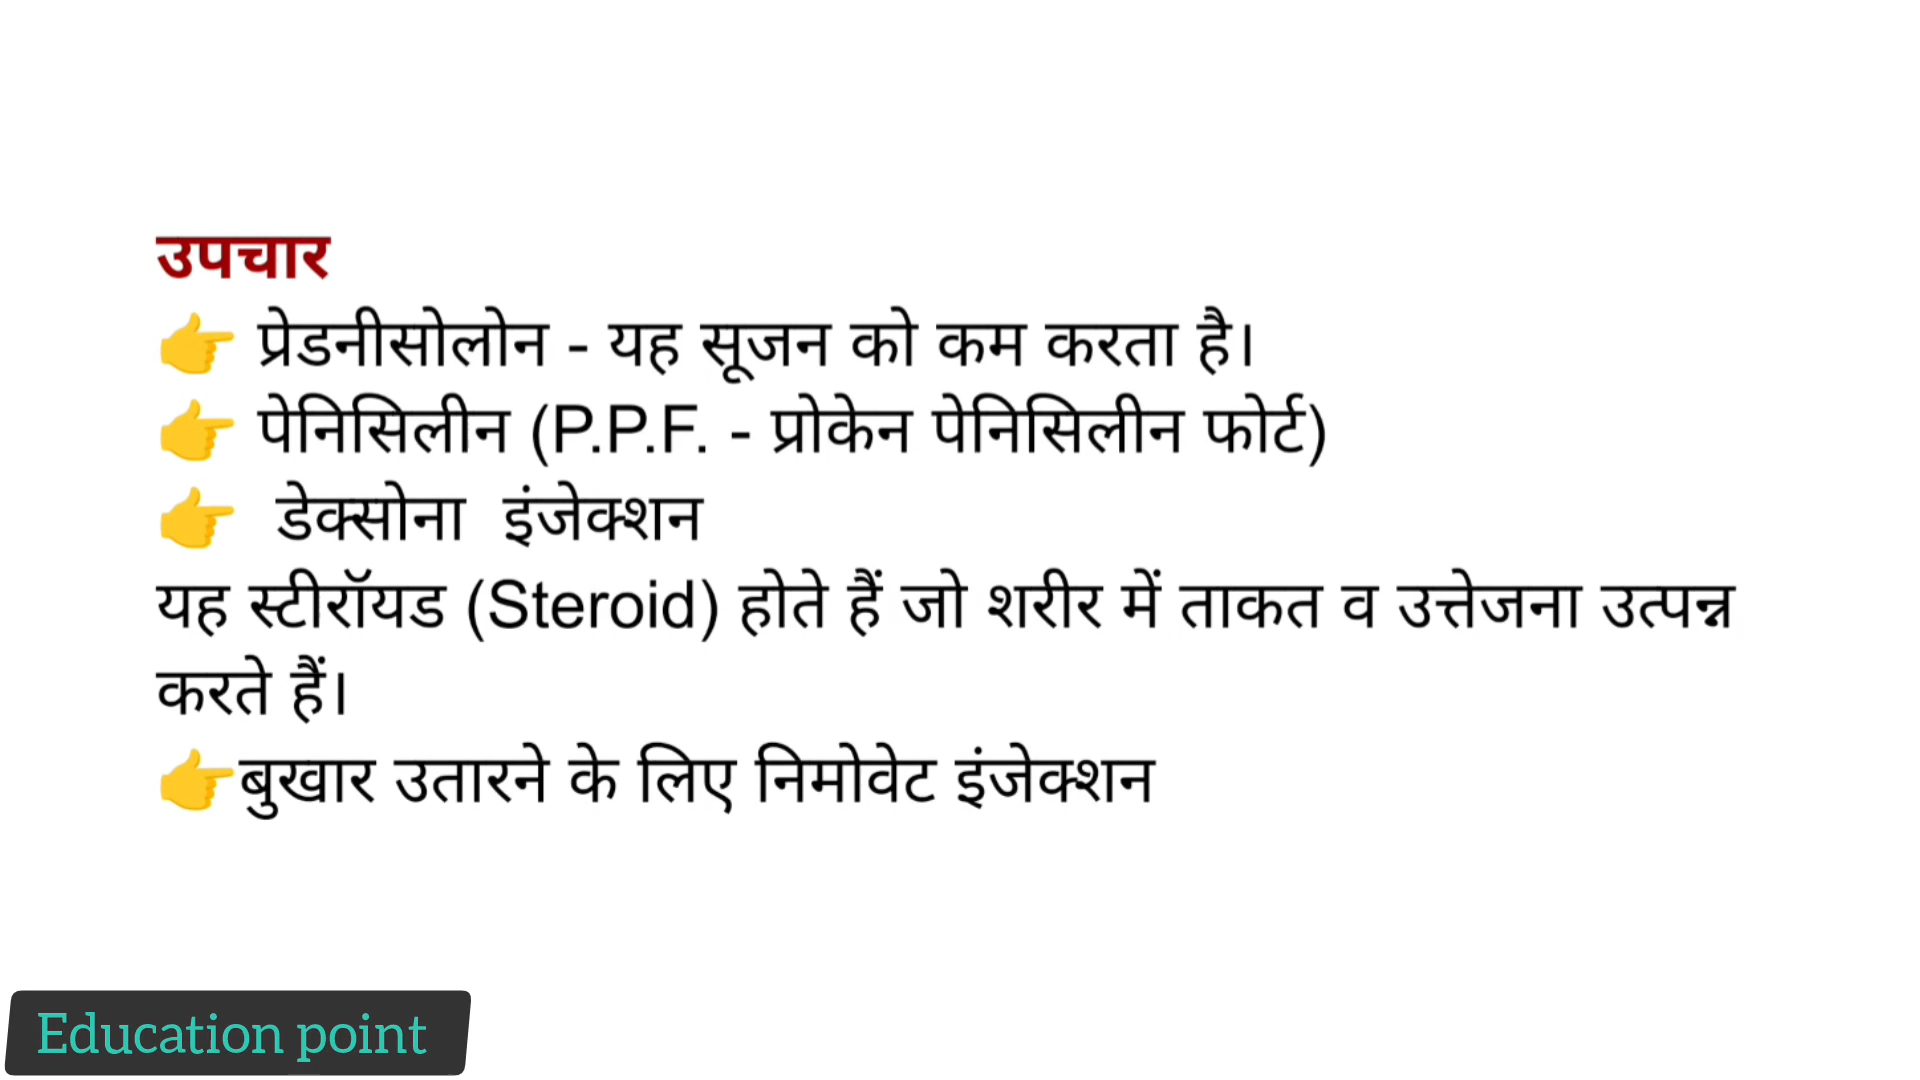 उपचार
👉 प्रेडनीसोलोन - यह सूजन को कम करता है।
👉 पेनिसिलीन (P.P.F. - प्रोकेन पेनिसिलीन फोर्ट)
👉 डेक्सोना इंजेक्शन
यह स्टीरॉयड (Steroid) होते हैं जो शरीर में ताकत व उत्तेजना उत्पन्न
करते हैं।
👉बुखार उतारने के लिए निमोवेट इंजेक्शन
Education point